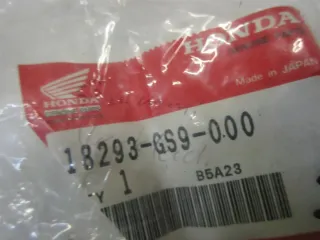 HONDA
Made in JAPAN
HONDA
18293-GS9-000
Y 1
B5A23